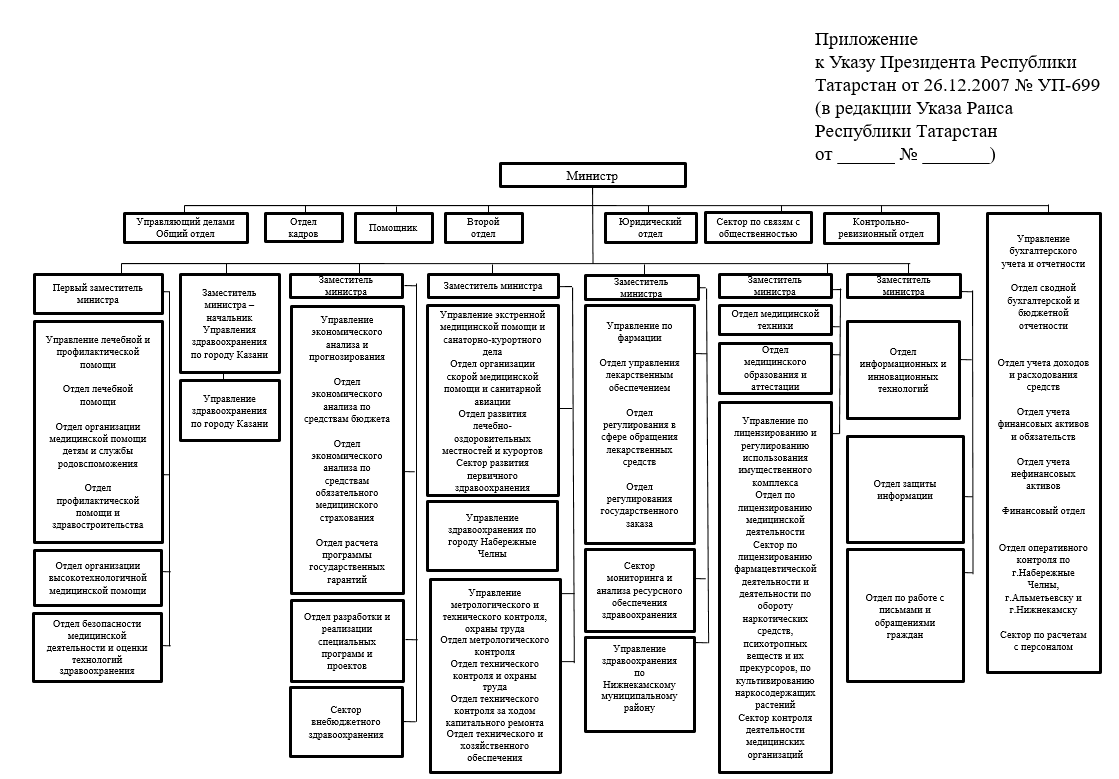 Приложение
к Указу Президента Республики
Татарстан от 26.12.2007 № УП-699
(в редакции Указа Раиса
Республики Татарстан
от ______ № _______)
Министр
Управляющий делами
Общий отдел
Отдел
кадров
Помощник
Второй
отдел
Юридический
отдел
Сектор по связям с
общественностью
Контрольно-
ревизионный отдел
Управление
бухгалтерского
учета и отчетности
Отдел сводной
бухгалтерской и
бюджетной
отчетности
Отдел учета доходов
и расходования
средств
Отдел учета
финансовых активов
и обязательств
Отдел учета
нефинансовых
активов
Финансовый отдел
Отдел оперативного
контроля по
г.Набережные
Челны,
г.Альметьевску и
г.Нижнекамску
Сектор по расчетам
с персоналом
Первый заместитель
министра
Управление лечебной и
профилактической
помощи
Отдел лечебной
помощи
Отдел организации
медицинской помощи
детям и службы
родовспоможения
Отдел
профилактической
помощи и
здравостроительства
Отдел организации
высокотехнологичной
медицинской помощи
Отдел безопасности
медицинской
деятельности и оценки
технологий
здравоохранения
Заместитель
министра –
начальник
Управления
здравоохранения
по городу Казани
Управление
здравоохранения
по городу Казани
Заместитель
министра
Управление
экономического
анализа и
прогнозирования
Отдел
экономического
анализа по
средствам бюджета
Отдел
экономического
анализа по
средствам
обязательного
медицинского
страхования
Отдел расчета
программы
государственных
гарантий
Отдел разработки и
реализации
специальных
программ и
проектов
Сектор
внебюджетного
здравоохранения
Заместитель министра
Управление экстренной
медицинской помощи и
санаторно-курортного
дела
Отдел организации
скорой медицинской
помощи и санитарной
авиации
Отдел развития
лечебно-
оздоровительных
местностей и курортов
Сектор развития
первичного
здравоохранения
Управление
здравоохранения по
городу Набережные
Челны
Управление
метрологического и
технического контроля,
охраны труда
Отдел метрологического
контроля
Отдел технического
контроля и охраны
труда
Отдел технического
контроля за ходом
капитального ремонта
Отдел технического и
хозяйственного
обеспечения
Заместитель
министра
Управление по
фармации
Отдел управления
лекарственным
обеспечением
Отдел
регулирования в
сфере обращения
лекарственных
средств
Отдел
регулирования
государственного
заказа
Сектор
мониторинга и
анализа ресурсного
обеспечения
здравоохранения
Управление
здравоохранения
по
Нижнекамскому
муниципальному
району
Заместитель
министра
Отдел медицинской
техники
Отдел
медицинского
образования и
аттестации
Управление по
лицензированию и
регулированию
использования
имущественного
комплекса
Отдел по
лицензированию
медицинской
деятельности
Сектор по
лицензированию
фармацевтической
деятельности и
деятельности по
обороту
наркотических
средств,
психотропных
веществ и их
прекурсоров, по
культивированию
наркосодержащих
растений
Сектор контроля
деятельности
медицинских
организаций
Заместитель
министра
Отдел
информационных и
инновационных
технологий
Отдел защиты
информации
Отдел по работе с
письмами и
обращениями
граждан